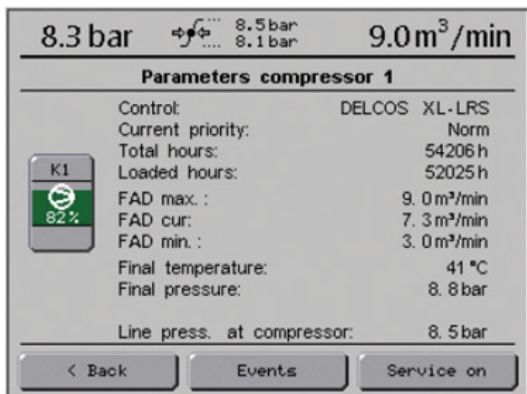 8.3 bar 8.5 bar 9.0 m³/min
8.1 bar
Parameters compressor 1
Control: DELCOS XL-LRS
Current priority: Norm
Total hours: 54206 h
Loaded hours: 52025 h
K1
82%
FAD max. : 9.0 m³/min
FAD cur: 7.3 m³/min
FAD min. : 3.0 m³/min
Final temperature: 41 °C
Final pressure: 8.8 bar
Line press. at compressor: 8.5 bar
< Back Events Service on